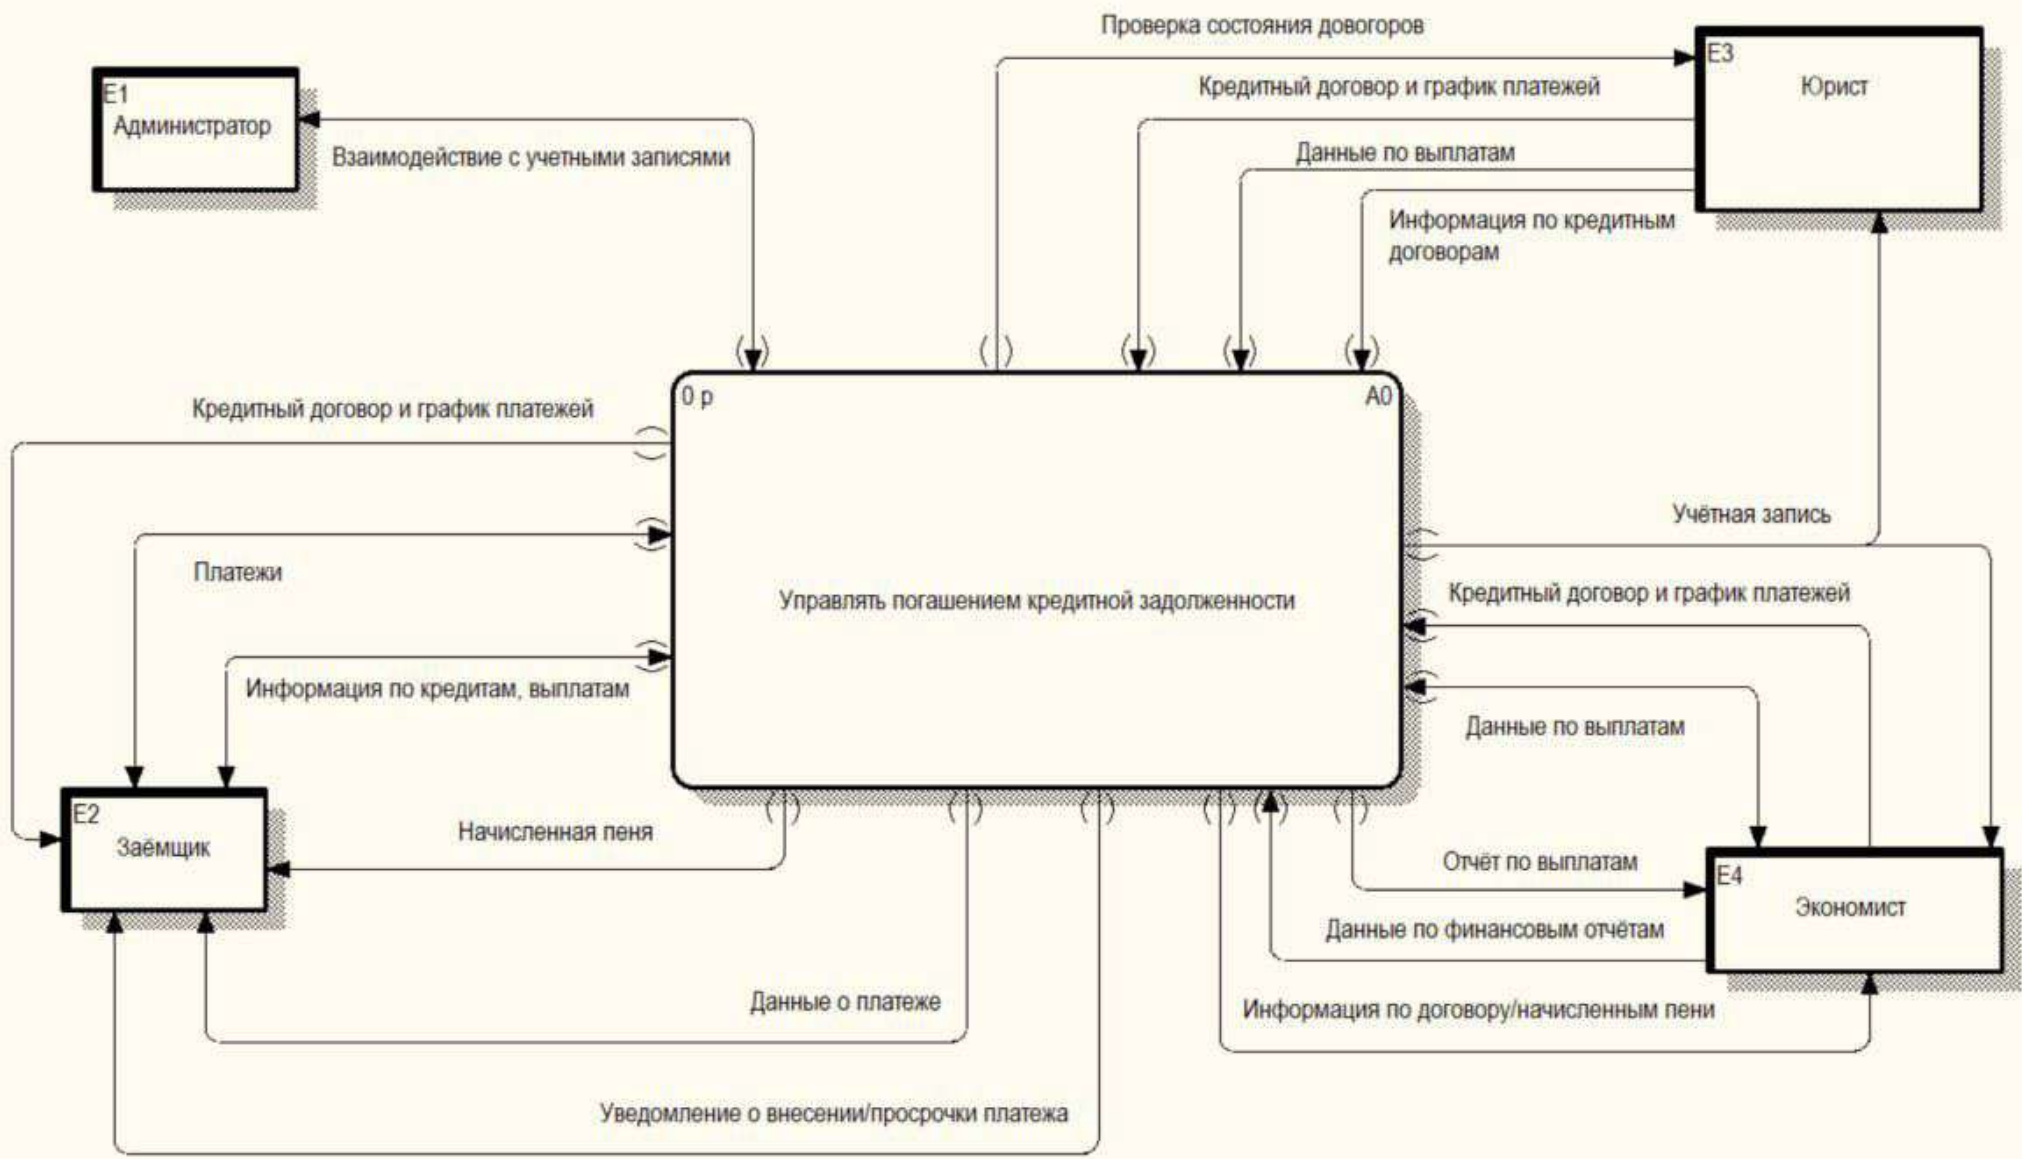 Проверка состояния довогоров
E3
Юрист
Кредитный договор и график платежей
E1
Администратор
Взаимодействие с учетными записями
Данные по выплатам
Информация по кредитным
договорам
0 р
A0
Кредитный договор и график платежей
Учётная запись
Платежи
Управлять погашением кредитной задолженности
Кредитный договор и график платежей
Информация по кредитам, выплатам
Данные по выплатам
E2
Заёмщик
Начисленная пеня
Отчёт по выплатам
E4
Экономист
Данные по финансовым отчётам
Данные о платеже
Информация по договору/начисленным пени
Уведомление о внесении/просрочки платежа